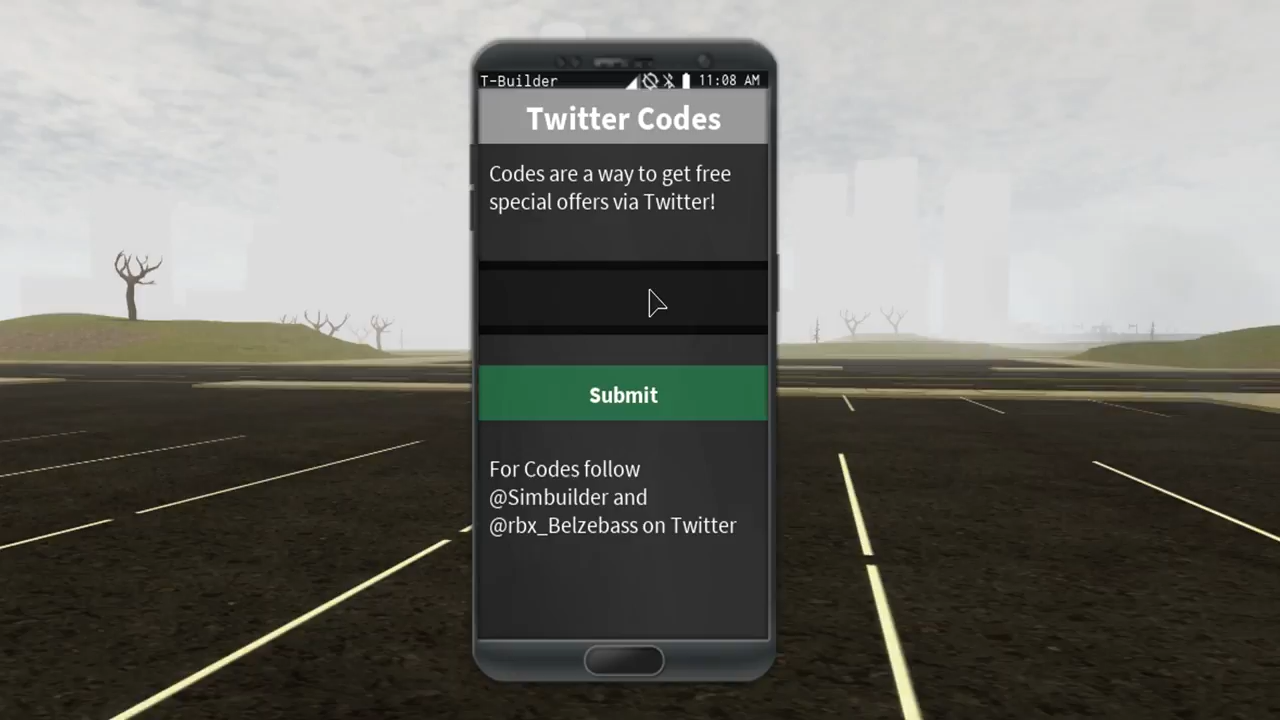 T-Builder 11:08 AM
Twitter Codes
Codes are a way to get free
special offers via Twitter!
Submit
For Codes follow
@Simbuilder and
@rbx_Belzebass on Twitter